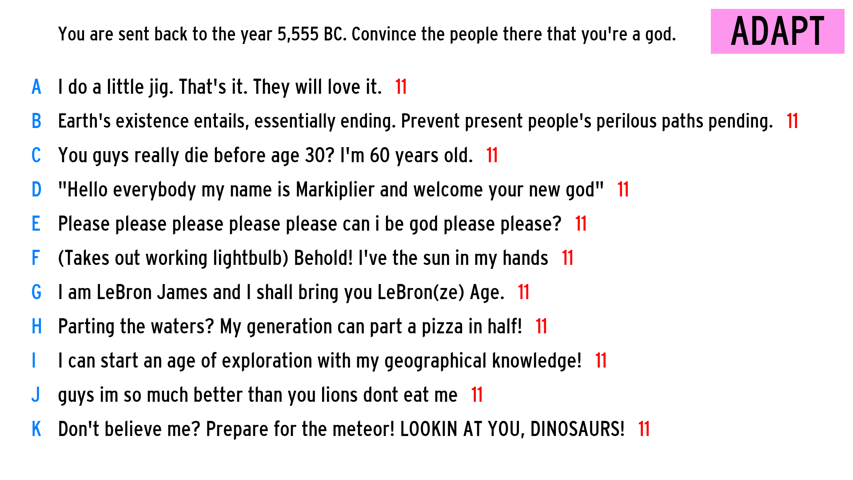 You are sent back to the year 5,555 BC. Convince the people there that you're a god.
ADAPT
A I do a little jig. That's it. They will love it. 11
B Earth's existence entails, essentially ending. Prevent present people's perilous paths pending. 11
C You guys really die before age 30? I'm 60 years old. 11
D "Hello everybody my name is Markiplier and welcome your new god" 11
E Please please please please please can i be god please please? 11
F (Takes out working lightbulb) Behold! I've the sun in my hands 11
G I am LeBron James and I shall bring you LeBron(ze) Age. 11
H Parting the waters? My generation can part a pizza in half! 11
I I can start an age of exploration with my geographical knowledge! 11
J guys im so much better than you lions dont eat me 11
K Don't believe me? Prepare for the meteor! LOOKIN AT YOU, DINOSAURS! 11